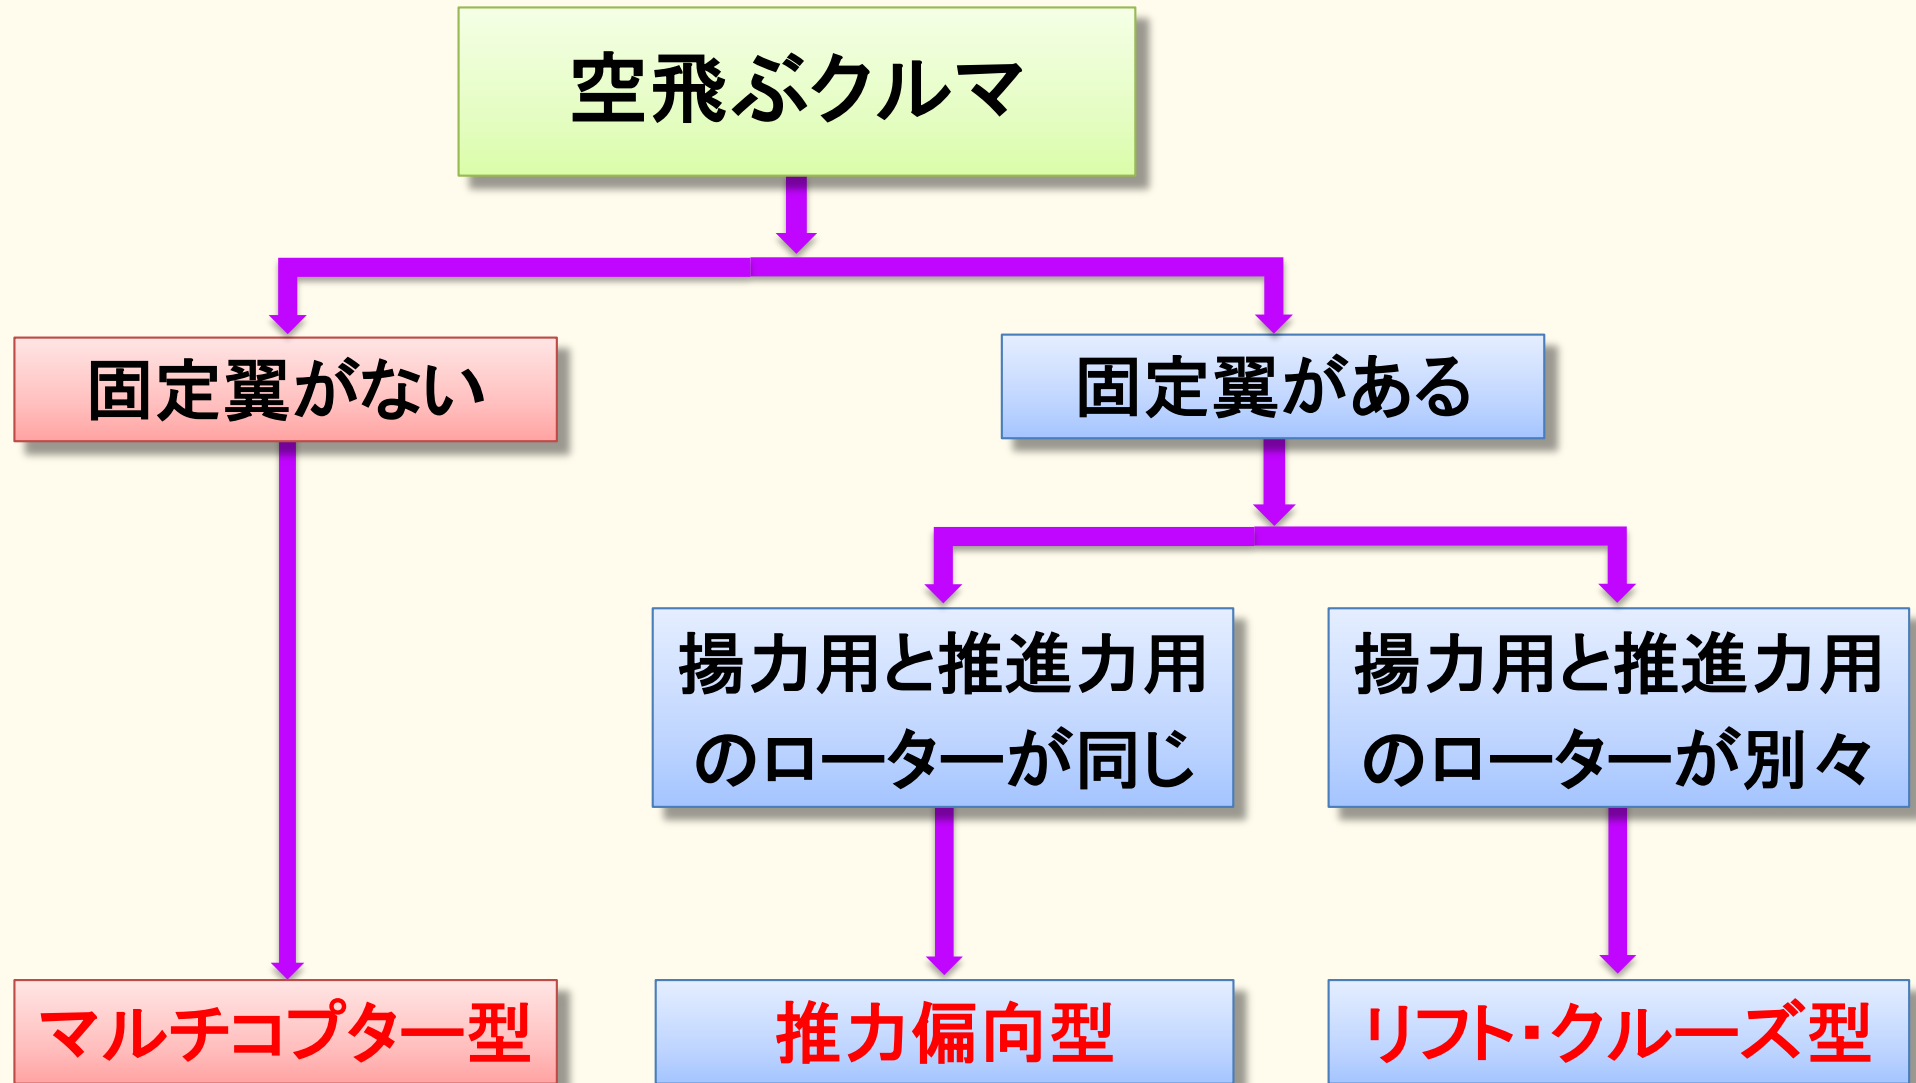 空飛ぶクルマ
固定翼がない
固定翼がある
揚力用と推進力用
のローターが同じ
揚力用と推進力用
のローターが別々
マルチコプター型
推力偏向型
リフト・クルーズ型